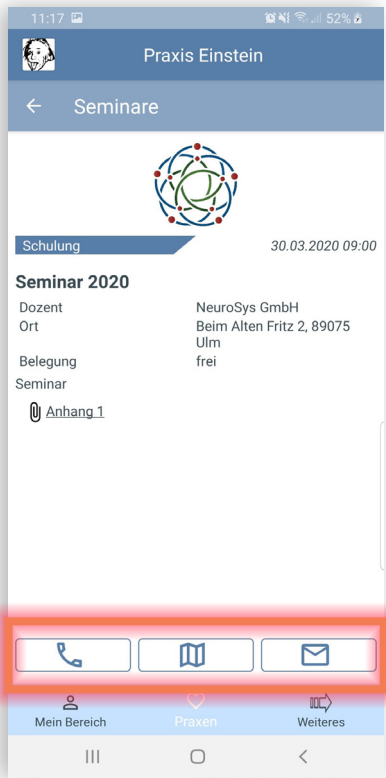 11:17 52%
Praxis Einstein
Seminare
Schulung 30.03.2020 09:00
Seminar 2020
Dozent NeuroSys GmbH
Ort Beim Alten Fritz 2, 89075
Ulm
Belegung frei
Seminar
Anhang 1
Mein Bereich Praxen Weiteres